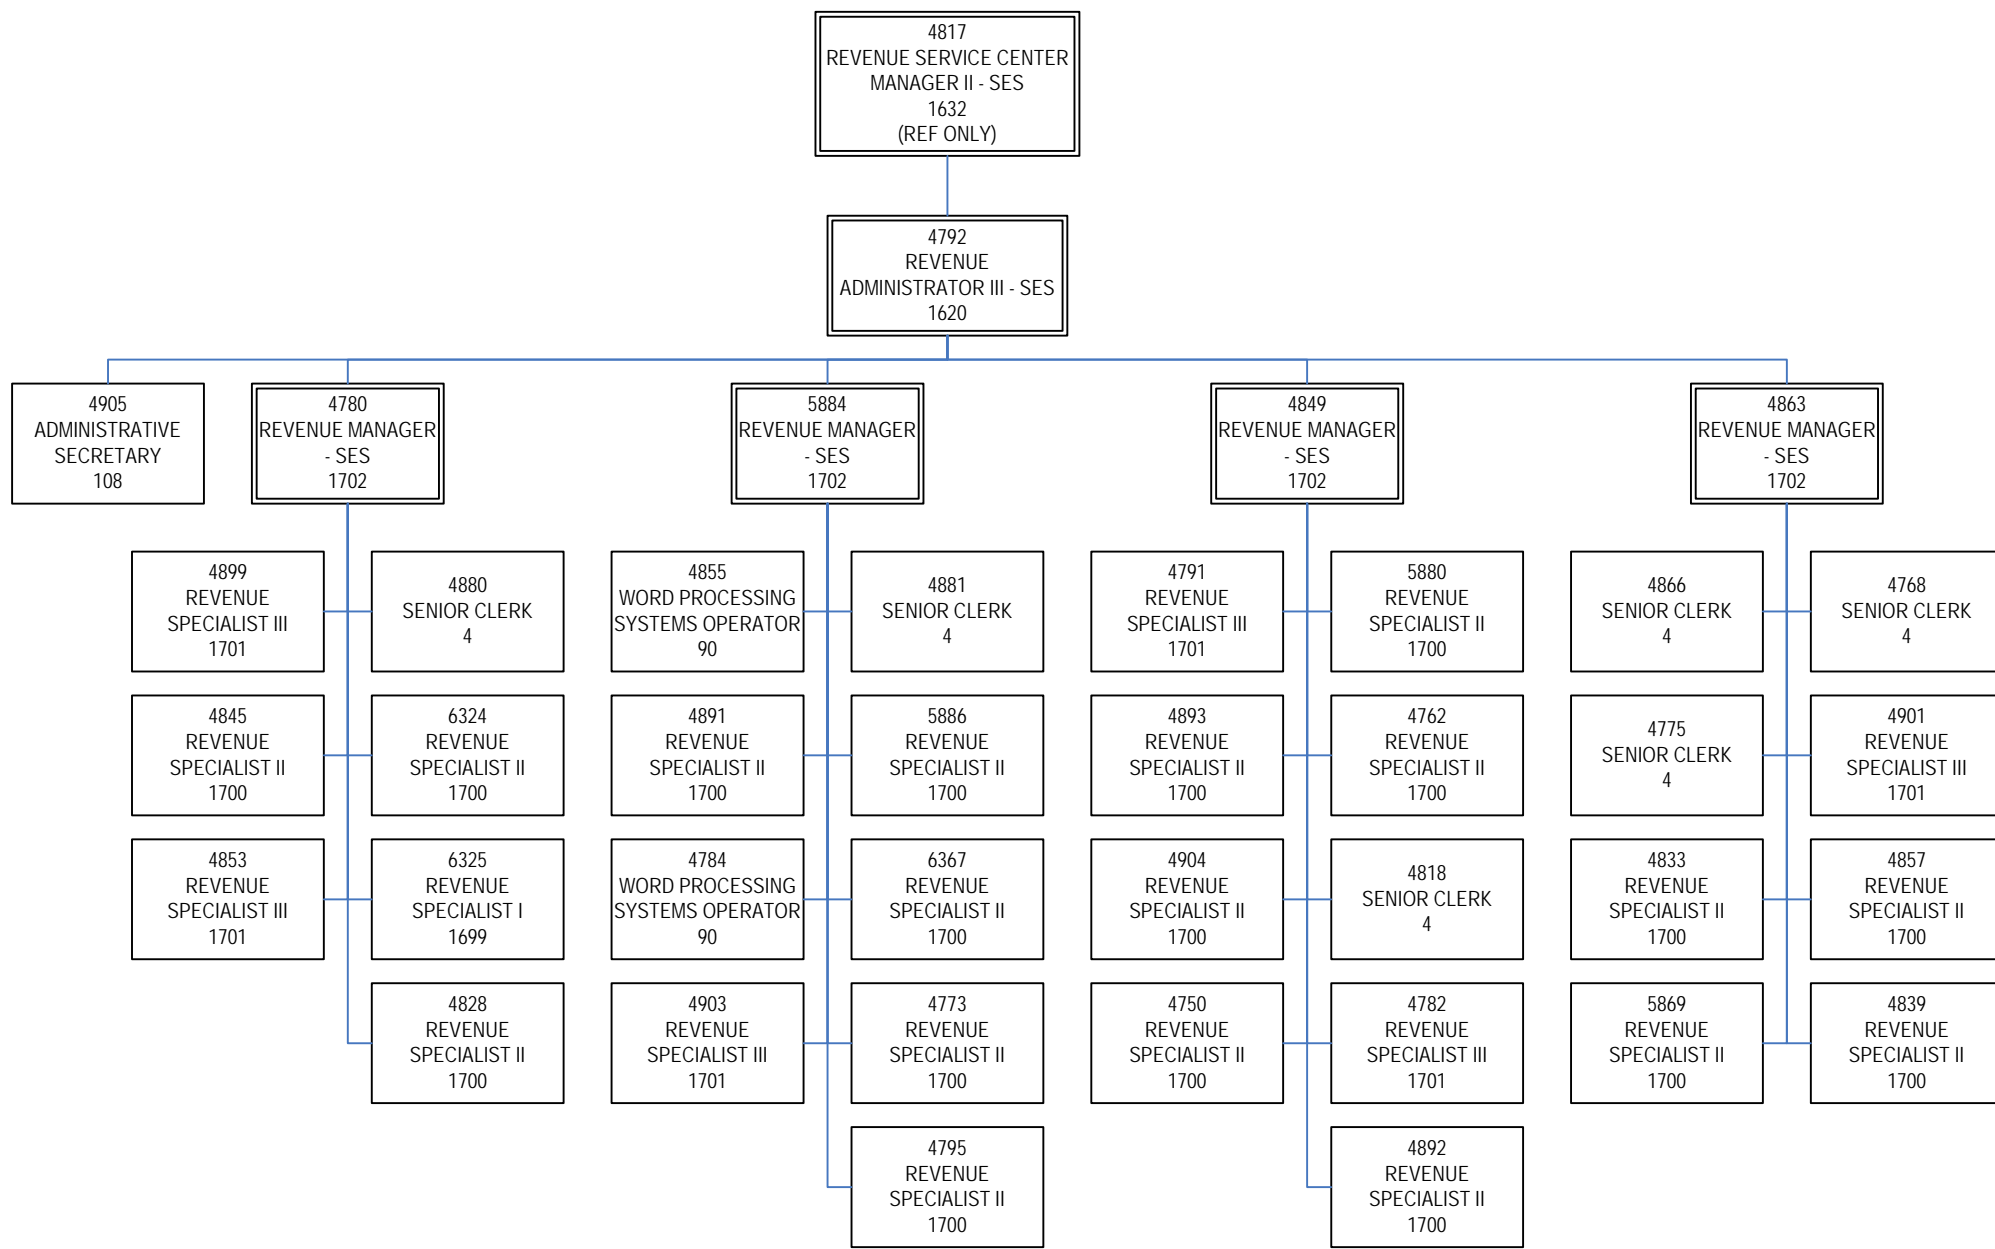 4817
REVENUE SERVICE CENTER
MANAGER II - SES
1632
(REF ONLY)
4792
REVENUE
ADMINISTRATOR III - SES
1620
4905
ADMINISTRATIVE
SECRETARY
108
4780
REVENUE MANAGER
- SES
1702
5884
REVENUE MANAGER
- SES
1702
4849
REVENUE MANAGER
- SES
1702
4863
REVENUE MANAGER
- SES
1702
4899
REVENUE
SPECIALIST III
1701
4880
SENIOR CLERK
4
4855
WORD PROCESSING
SYSTEMS OPERATOR
90
4881
SENIOR CLERK
4
4791
REVENUE
SPECIALIST III
1701
5880
REVENUE
SPECIALIST II
1700
4866
SENIOR CLERK
4
4768
SENIOR CLERK
4
4845
REVENUE
SPECIALIST II
1700
6324
REVENUE
SPECIALIST II
1700
4891
REVENUE
SPECIALIST II
1700
5886
REVENUE
SPECIALIST II
1700
4893
REVENUE
SPECIALIST II
1700
4762
REVENUE
SPECIALIST II
1700
4775
SENIOR CLERK
4
4901
REVENUE
SPECIALIST III
1701
4853
REVENUE
SPECIALIST III
1701
6325
REVENUE
SPECIALIST I
1699
4784
WORD PROCESSING
SYSTEMS OPERATOR
90
6367
REVENUE
SPECIALIST II
1700
4904
REVENUE
SPECIALIST II
1700
4818
SENIOR CLERK
4
4833
REVENUE
SPECIALIST II
1700
4857
REVENUE
SPECIALIST II
1700
4828
REVENUE
SPECIALIST II
1700
4903
REVENUE
SPECIALIST III
1701
4773
REVENUE
SPECIALIST II
1700
4750
REVENUE
SPECIALIST II
1700
4782
REVENUE
SPECIALIST III
1701
5869
REVENUE
SPECIALIST II
1700
4839
REVENUE
SPECIALIST II
1700
4795
REVENUE
SPECIALIST II
1700
4892
REVENUE
SPECIALIST II
1700